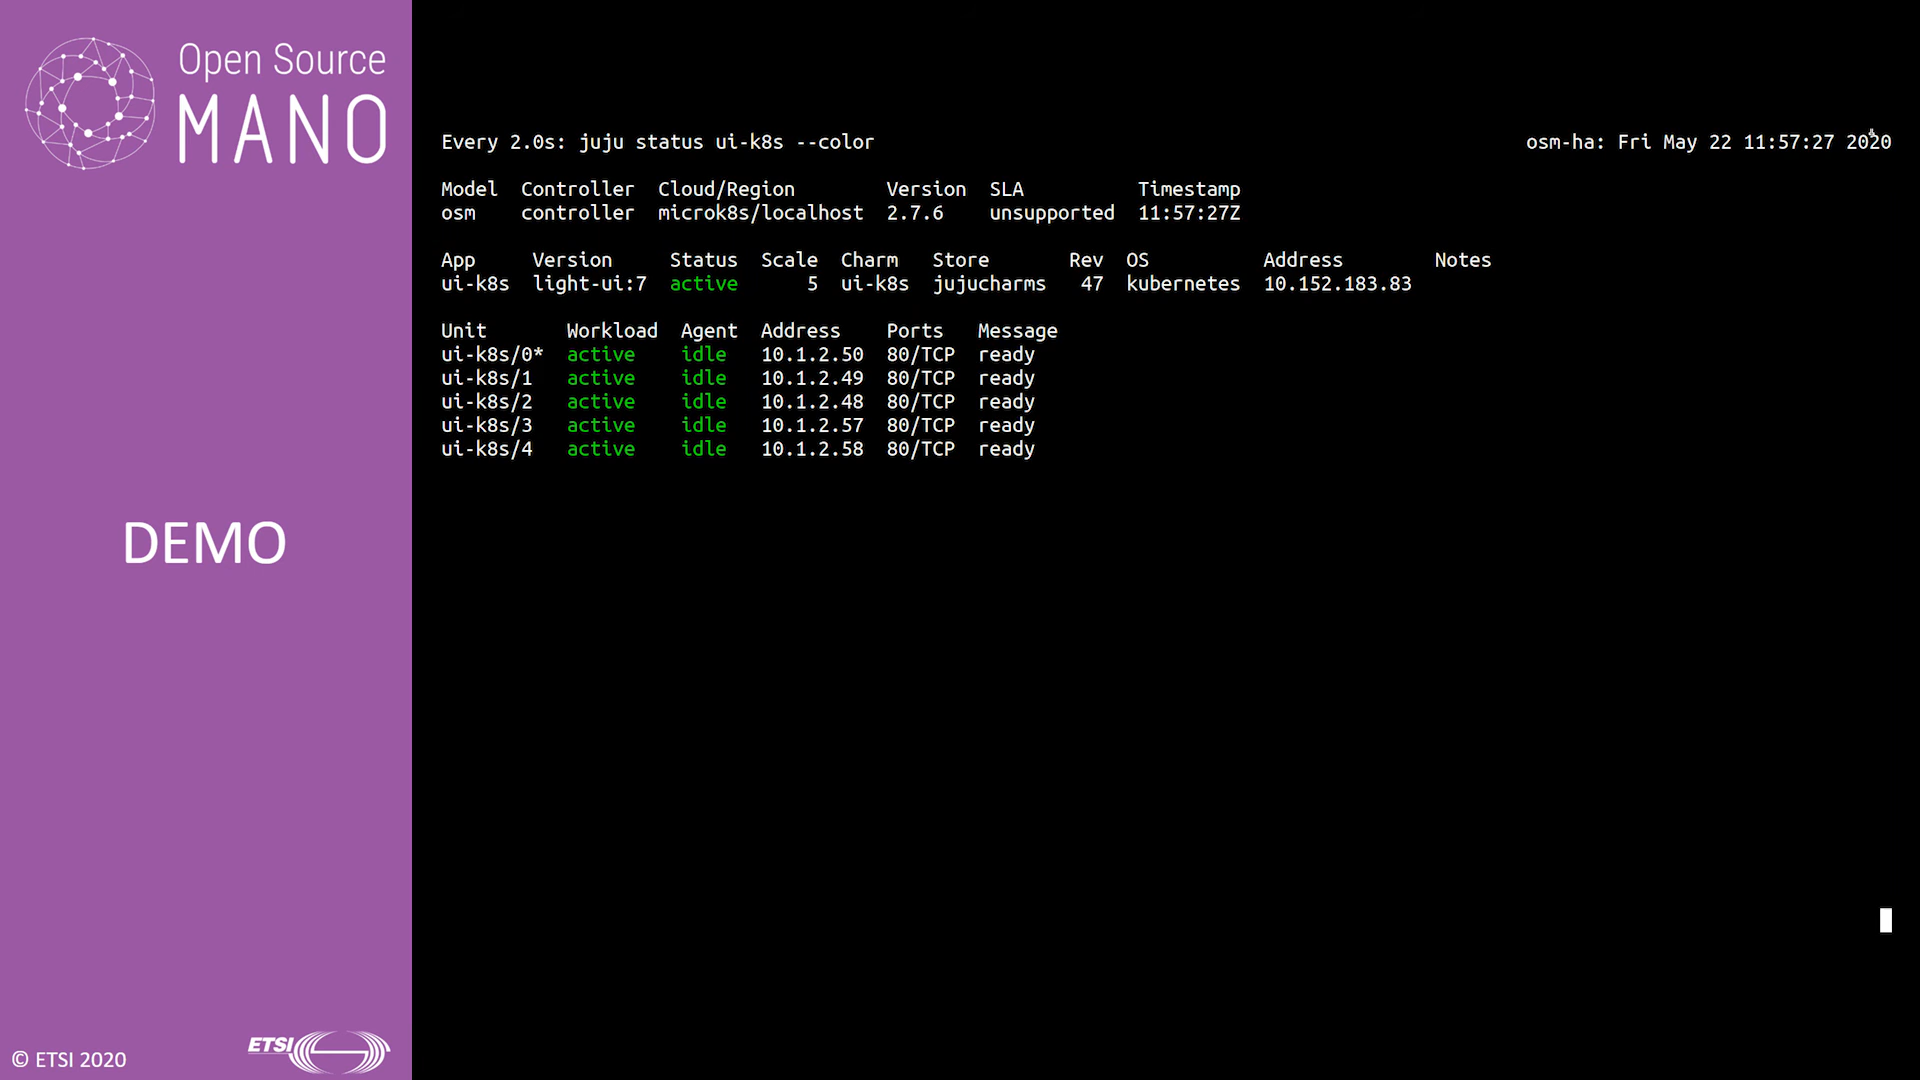 Open Source
MANO
DEMO
© ETSI 2020
ETSI
Every 2.0s: juju status ui-k8s --color osm-ha: Fri May 22 11:57:27 2020
Model Controller Cloud/Region Version SLA Timestamp
osm controller microk8s/localhost 2.7.6 unsupported 11:57:27Z
App Version Status Scale Charm Store Rev OS Address Notes
ui-k8s light-ui:7 active 5 ui-k8s jujucharms 47 kubernetes 10.152.183.83
Unit Workload Agent Address Ports Message
ui-k8s/0* active idle 10.1.2.50 80/TCP ready
ui-k8s/1 active idle 10.1.2.49 80/TCP ready
ui-k8s/2 active idle 10.1.2.48 80/TCP ready
ui-k8s/3 active idle 10.1.2.57 80/TCP ready
ui-k8s/4 active idle 10.1.2.58 80/TCP ready